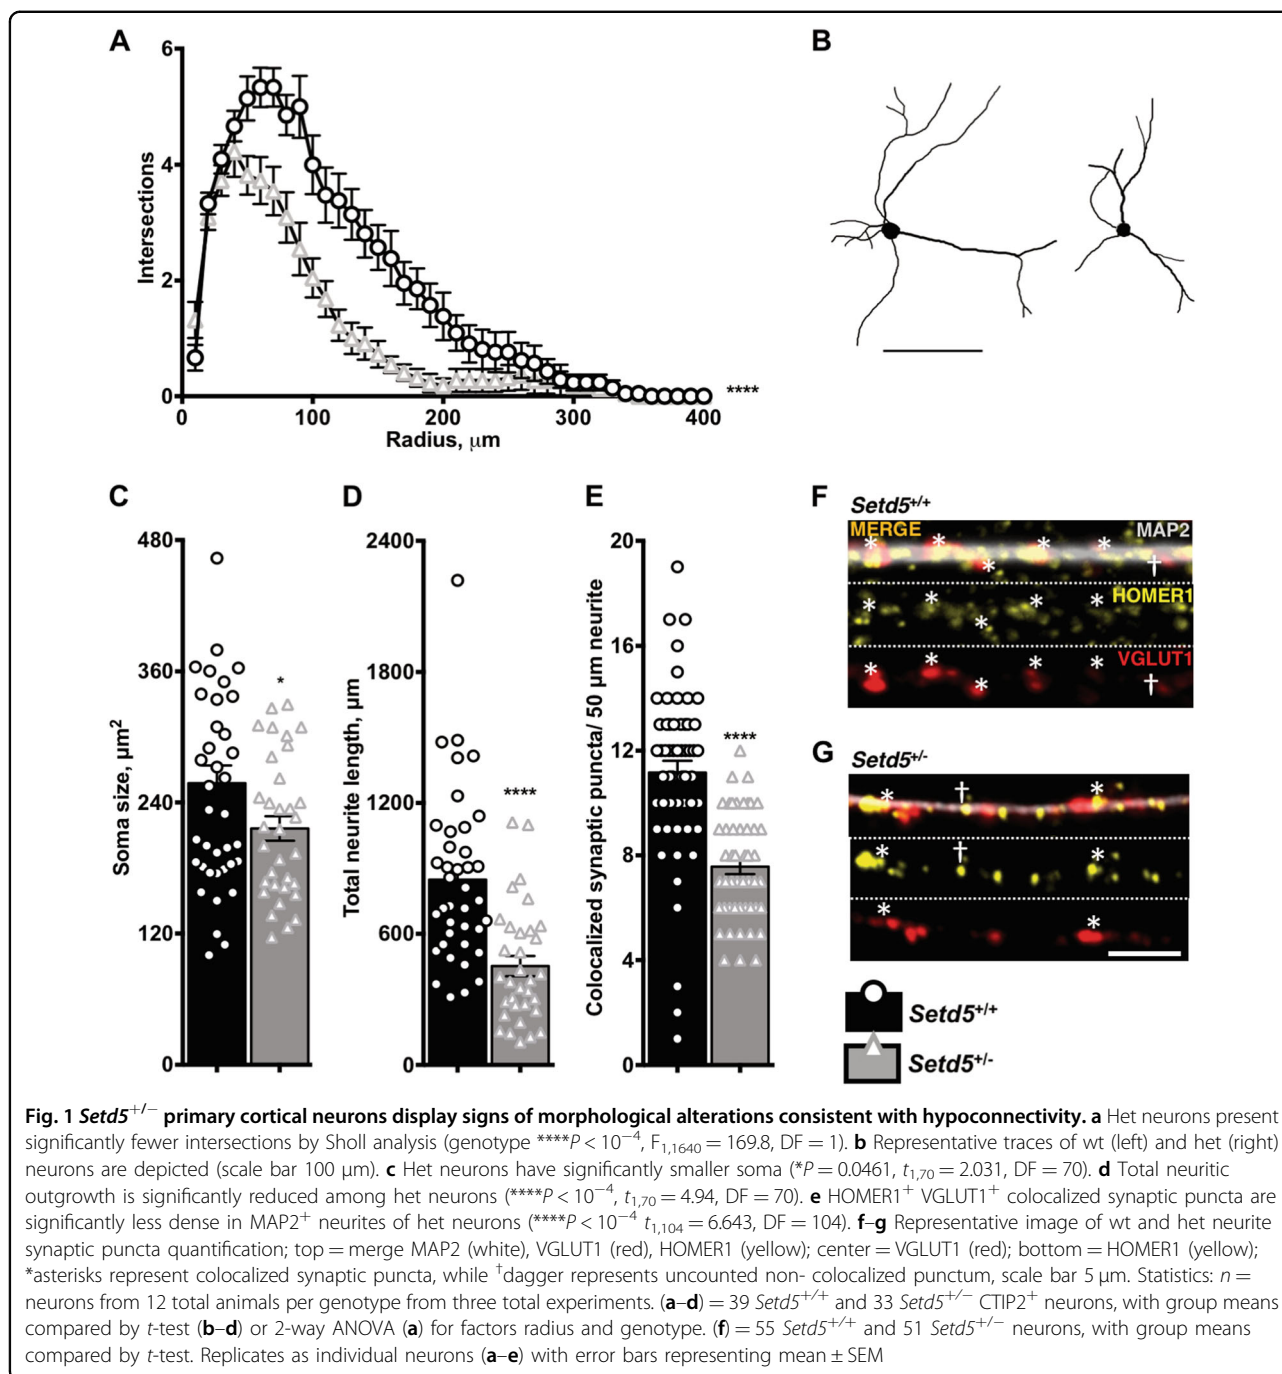 A
B
6
4
2
0
Intersections
0
100
200
300
400
****
Radius, μm
C
D
E
F
480
360
240
120
0
Soma size, μm²
*
2400
1800
1200
600
0
Total neurite length, μm
****
20
16
12
8
4
0
Colocalized synaptic puncta/ 50 μm neurite
****
Setd5+/+
MERGE
MAP2
* * * * * †
HOMER1
* * * * *
VGLUT1
* * * * * †
G
Setd5+/-
* † *
* † *
* *
Setd5+/+
Setd5+/-
Fig. 1 Setd5+/− primary cortical neurons display signs of morphological alterations consistent with hypoconnectivity. a Het neurons present
significantly fewer intersections by Sholl analysis (genotype ****P < 10−4, F1,1640 = 169.8, DF = 1). b Representative traces of wt (left) and het (right)
neurons are depicted (scale bar 100 μm). c Het neurons have significantly smaller soma (*P = 0.0461, t1,70 = 2.031, DF = 70). d Total neuritic
outgrowth is significantly reduced among het neurons (****P < 10−4, t1,70 = 4.94, DF = 70). e HOMER1+ VGLUT1+ colocalized synaptic puncta are
significantly less dense in MAP2+ neurites of het neurons (****P < 10−4 t1,104 = 6.643, DF = 104). f–g Representative image of wt and het neurite
synaptic puncta quantification; top = merge MAP2 (white), VGLUT1 (red), HOMER1 (yellow); center = VGLUT1 (red); bottom = HOMER1 (yellow);
*asterisks represent colocalized synaptic puncta, while †dagger represents uncounted non- colocalized punctum, scale bar 5 μm. Statistics: n =
neurons from 12 total animals per genotype from three total experiments. (a–d) = 39 Setd5+/+ and 33 Setd5+/− CTIP2+ neurons, with group means
compared by t-test (b–d) or 2-way ANOVA (a) for factors radius and genotype. (f) = 55 Setd5+/+ and 51 Setd5+/− neurons, with group means
compared by t-test. Replicates as individual neurons (a–e) with error bars representing mean ± SEM